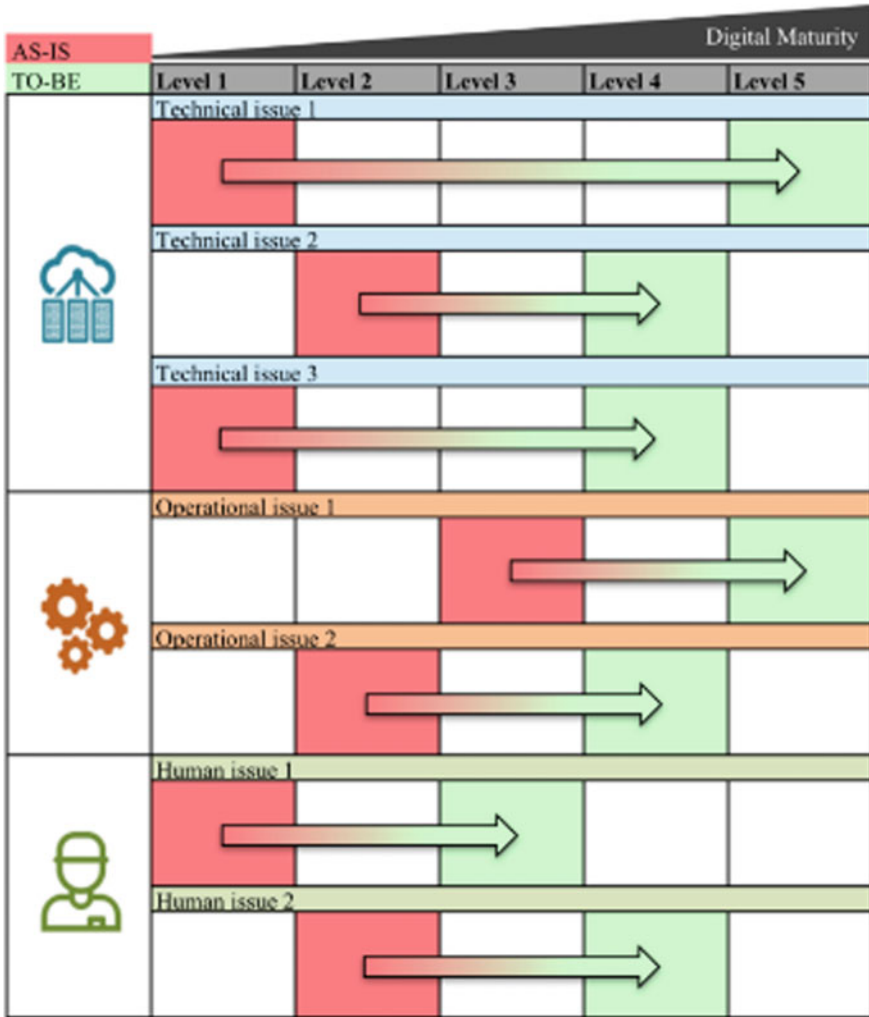 Digital Maturity
AS-IS
TO-BE
Level 1 Level 2 Level 3 Level 4 Level 5
Technical issue 1
Technical issue 2
Technical issue 3
Operational issue 1
Operational issue 2
Human issue 1
Human issue 2